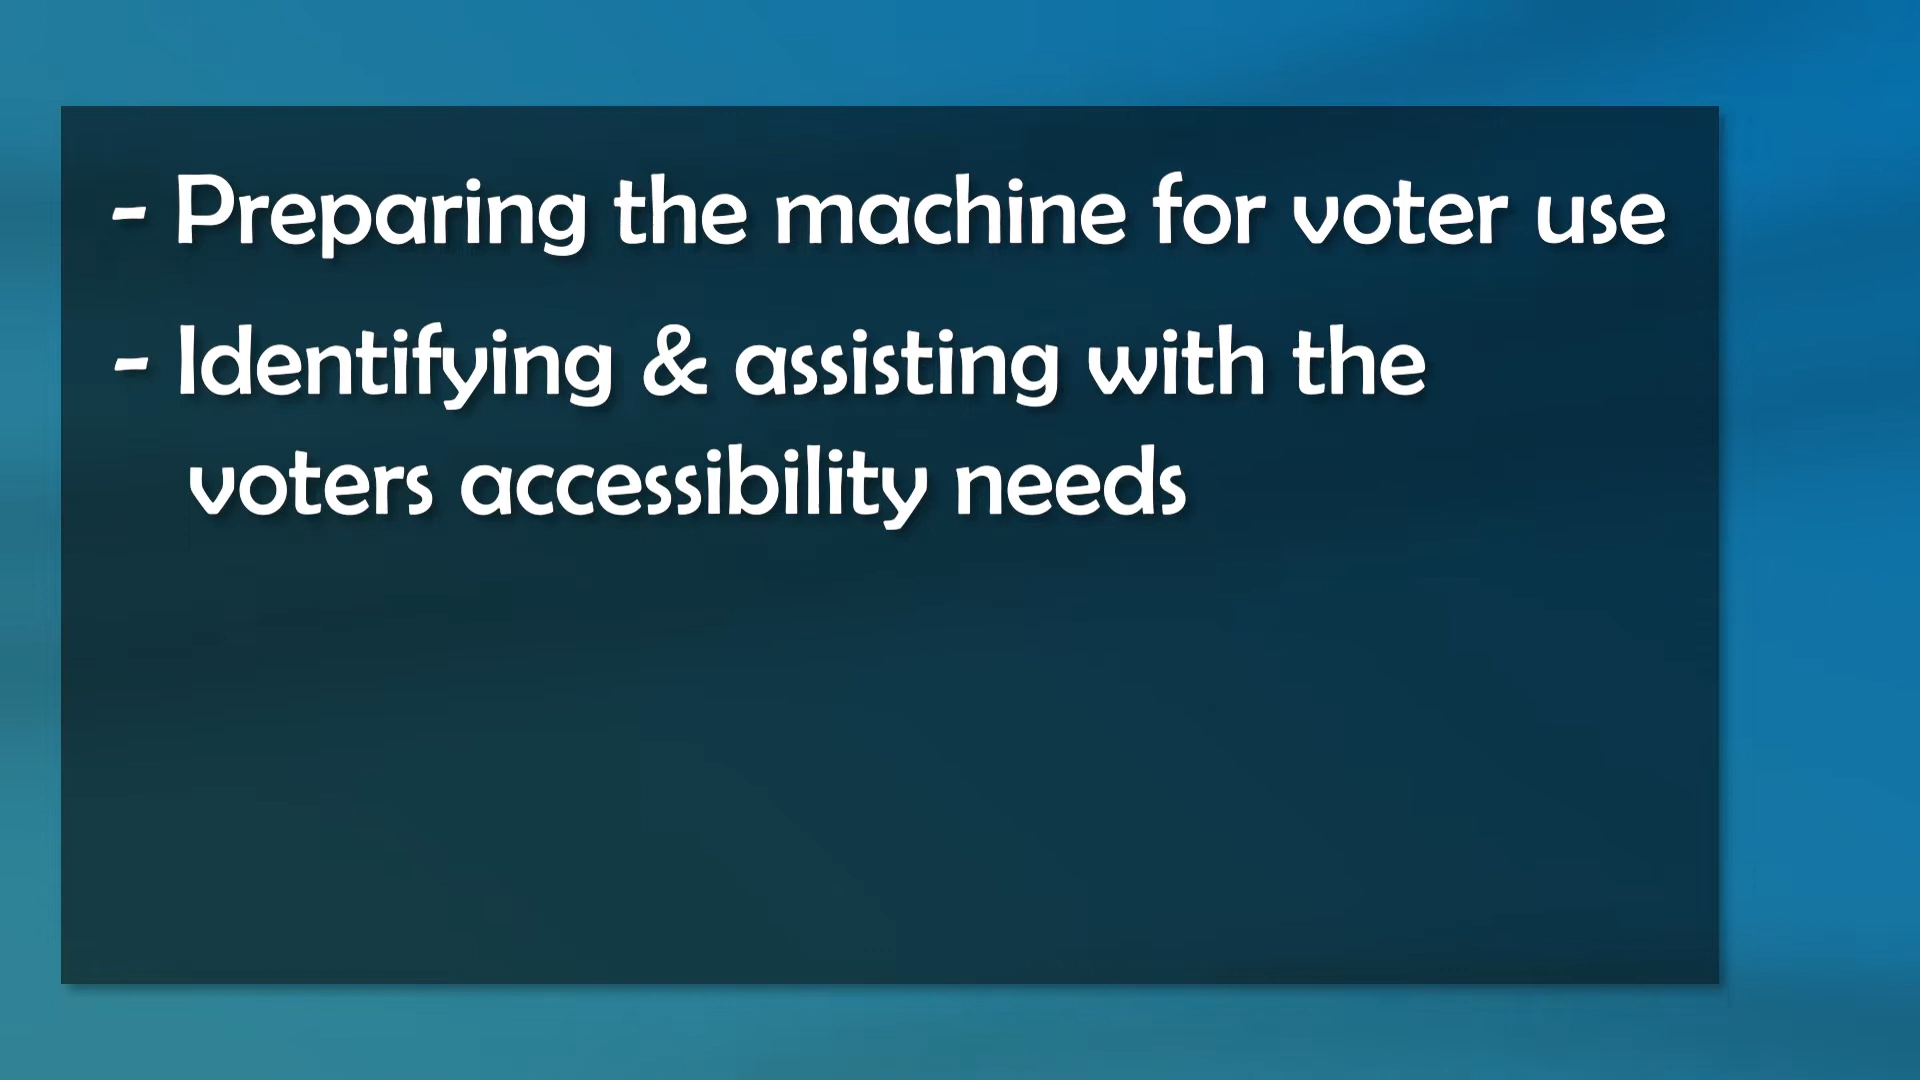 - Preparing the machine for voter use
- Identifying & assisting with the
voters accessibility needs